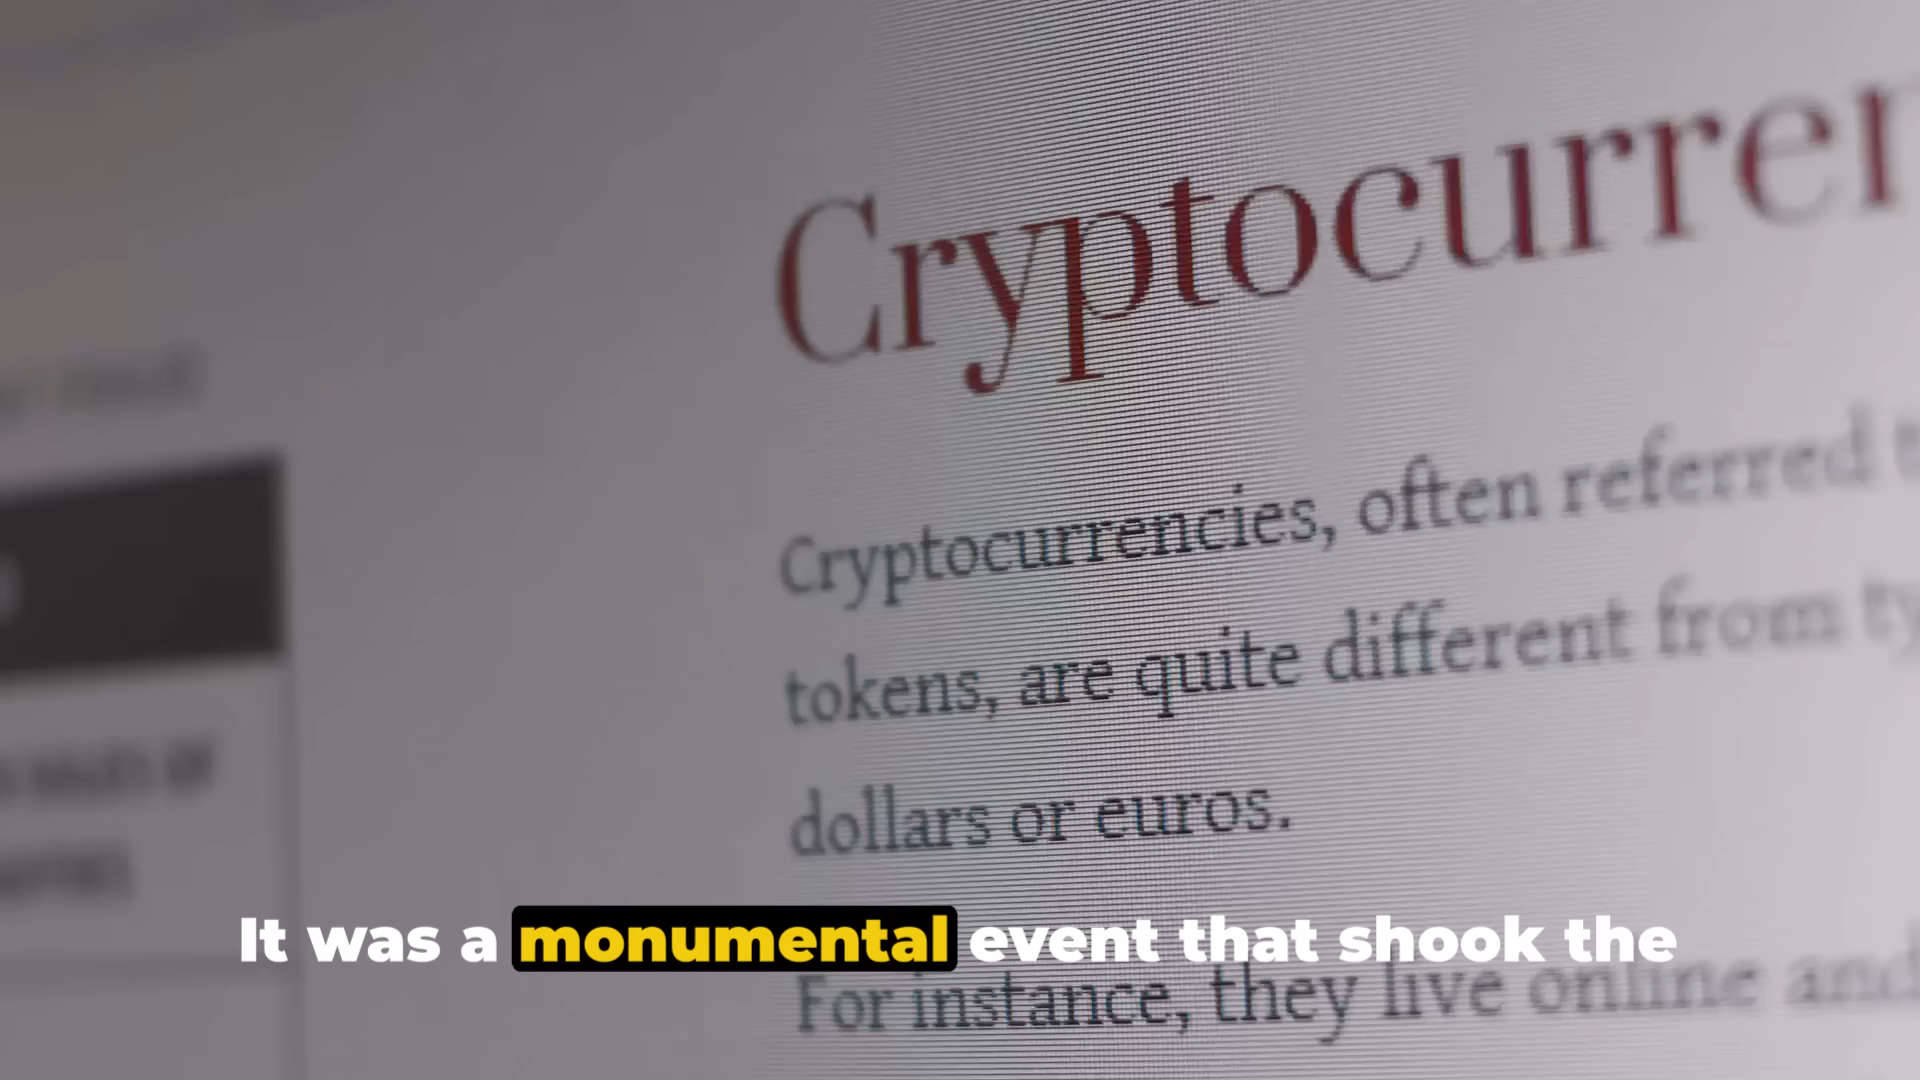 Cryptocurren
Cryptocurrencies, often referred t
tokens, are quite different from ty
dollars or euros.
It was a monumental event that shook the
For instance, they live online and